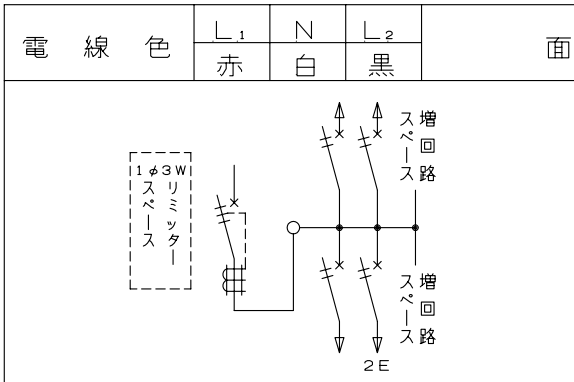 電線色
L1 N L2
赤 白 黒
面
1φ3W
リミッター
スペース
増回路
スペース
増回路
スペース
2E